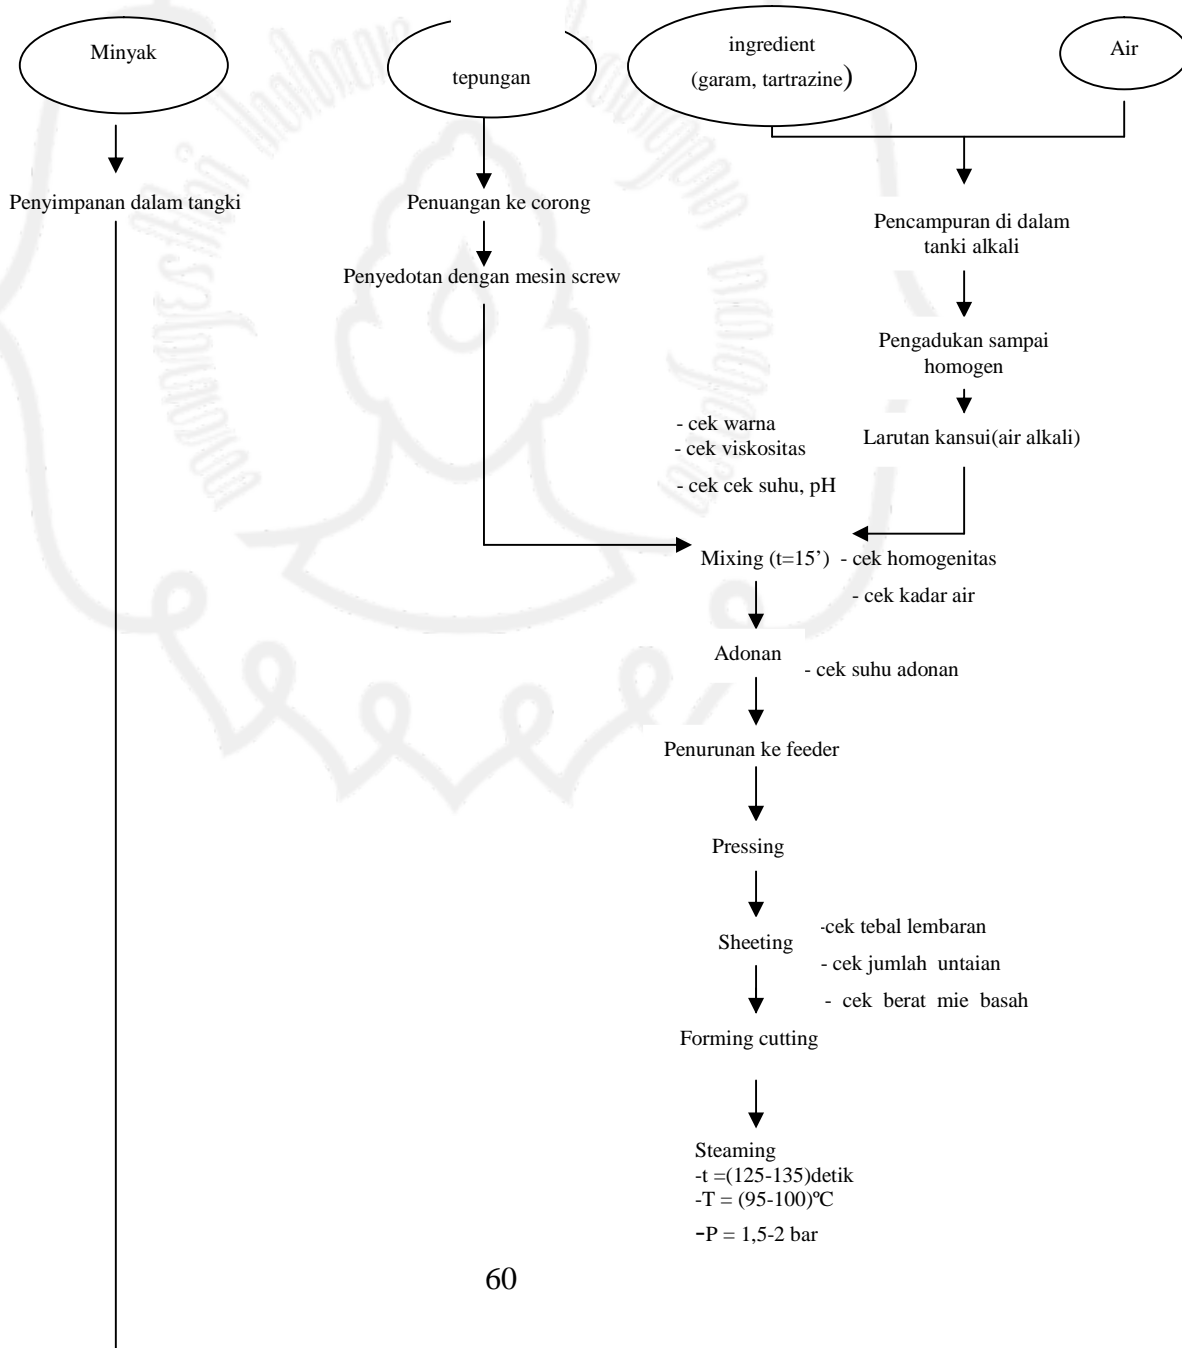 Minyak
tepungan
ingredient
(garam, tartrazine)
Air
Penyimpanan dalam tangki
Penuangan ke corong
Pencampuran di dalam
tanki alkali
Penyedotan dengan mesin screw
Pengadukan sampai
homogen
- cek warna
- cek viskositas
- cek cek suhu, pH
Larutan kansui(air alkali)
Mixing (t=15’) - cek homogenitas
- cek kadar air
Adonan
- cek suhu adonan
Penurunan ke feeder
Pressing
Sheeting
-cek tebal lembaran
- cek jumlah untaian
- cek berat mie basah
Forming cutting
Steaming
-t =(125-135)detik
-T = (95-100)ºC
-P = 1,5-2 bar
60